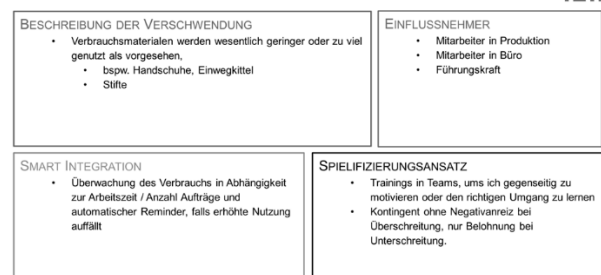 BESCHREIBUNG DER VERSCHWENDUNG
• Verbrauchsmaterialen werden wesentlich geringer oder zu viel
genutzt als vorgesehen,
• bspw. Handschuhe, Einwegkittel
• Stifte
EINFLUSSNEHMER
• Mitarbeiter in Produktion
• Mitarbeiter in Büro
• Führungskraft
SMART INTEGRATION
• Überwachung des Verbrauchs in Abhängigkeit
zur Arbeitszeit / Anzahl Aufträge und
automatischer Reminder, falls erhöhte Nutzung
auffällt
SPIELIFIZIERUNGSANSATZ
• Trainings in Teams, ums ich gegenseitig zu
motivieren oder den richtigen Umgang zu lernen
• Kontingent ohne Negativanreiz bei
Überschreitung, nur Belohnung bei
Unterschreitung.